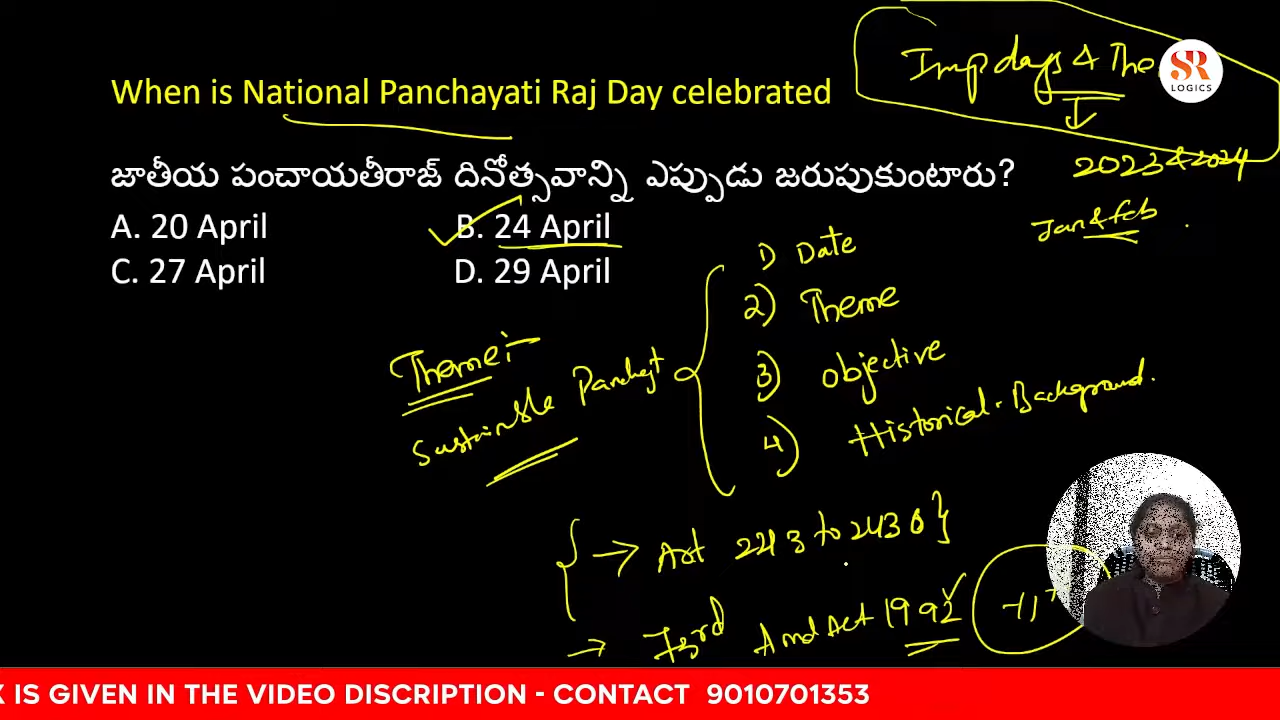 Imp days & The
SR
LOGICS
When is National Panchayati Raj Day celebrated
2023 & 2024
జాతీయ పంచాయతీరాజ్ దినోత్సవాన్ని ఎప్పుడు జరుపుకుంటారు?
Jan & Feb
A. 20 April
B. 24 April
C. 27 April
D. 29 April
1) Date
2) Theme
3) Objective
4) Historical - Background.
Theme:-
Sustainable
→ Art 243 to 243
→ 73rd Amd Act 1992
X IS GIVEN IN THE VIDEO DISCRIPTION - CONTACT 9010701353